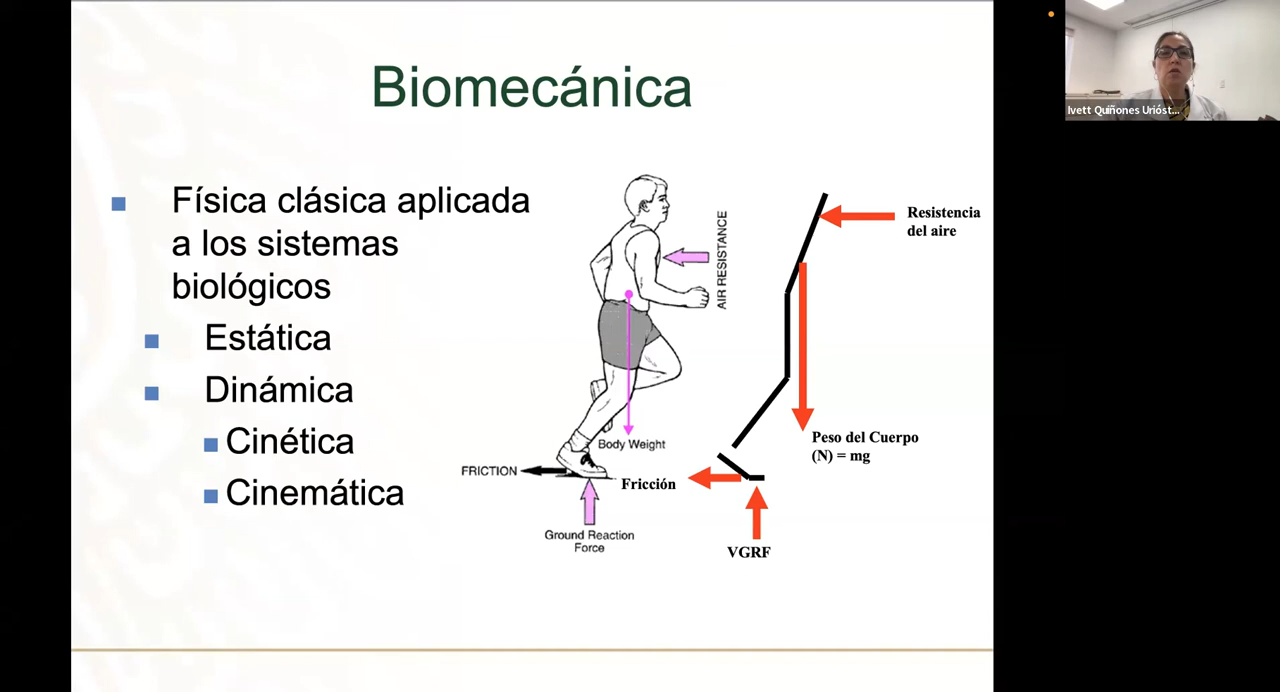 Biomecánica
Física clásica aplicada
a los sistemas
biológicos
Estática
Dinámica
Cinética
Cinemática
AIR RESISTANCE
Body Weight
FRICTION
Ground Reaction
Force
Resistencia
del aire
Peso del Cuerpo
(N) = mg
Fricción
VGRF
Ivett Quiñones Urióst...